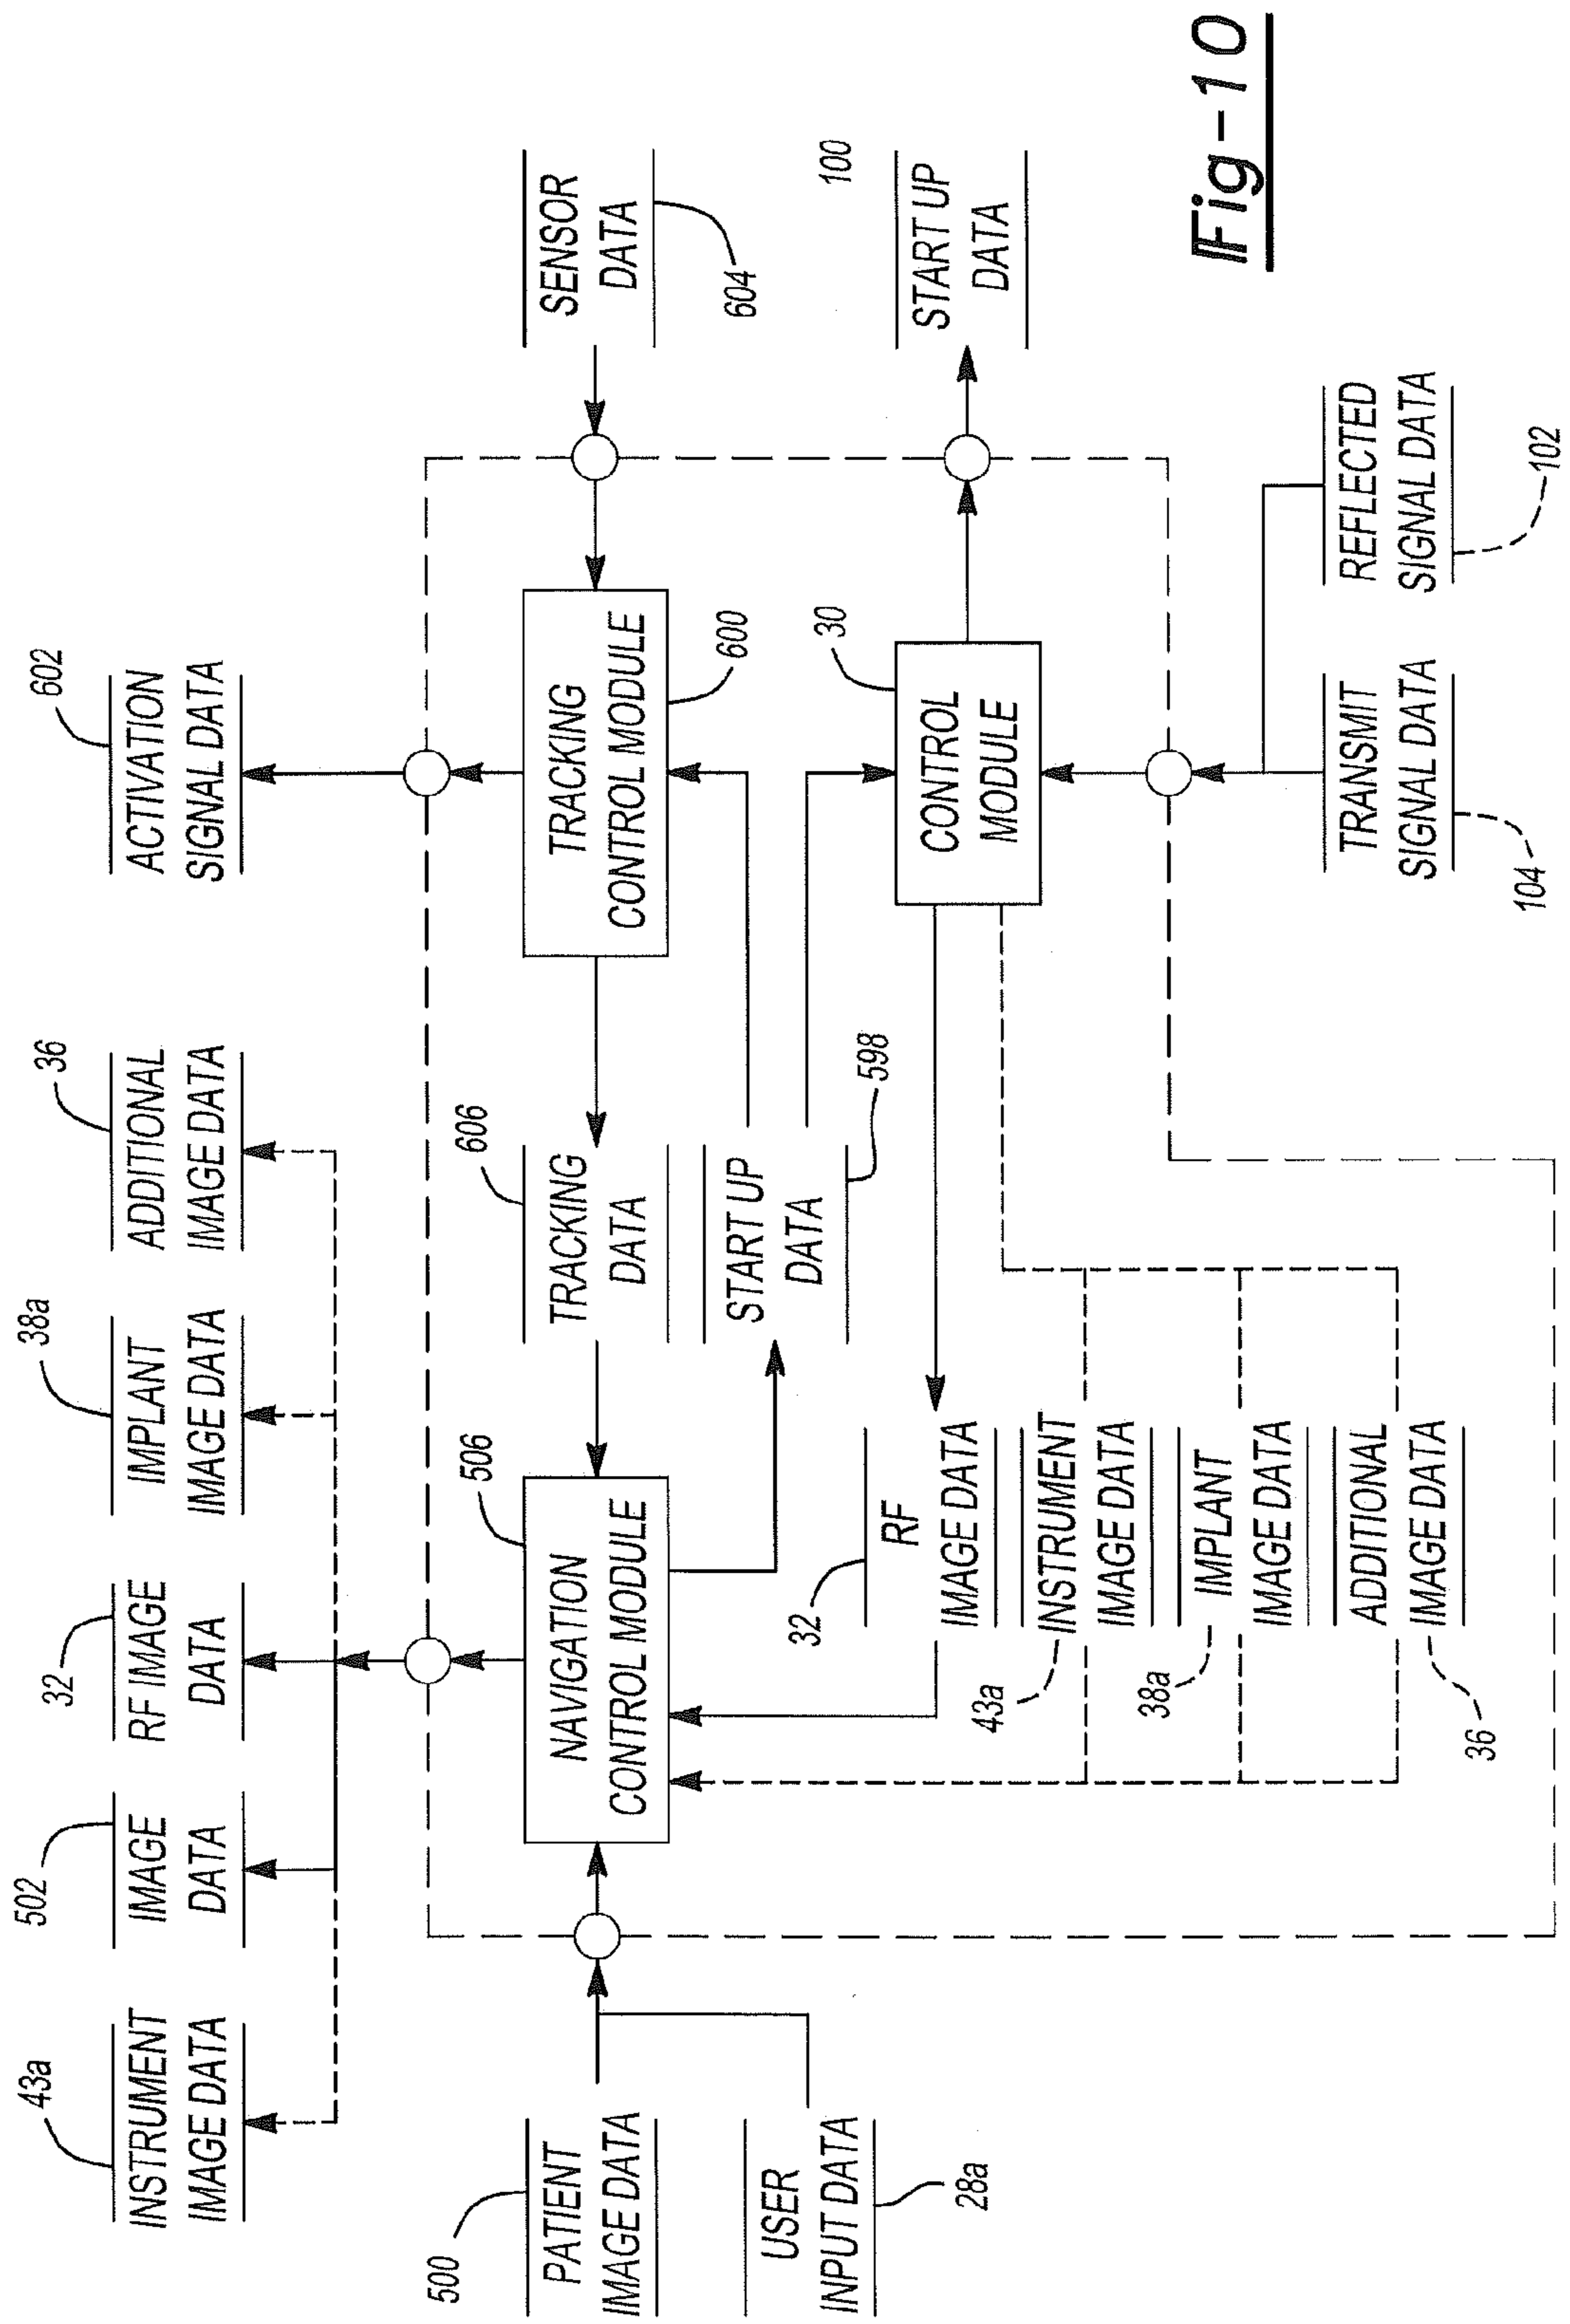 43a
INSTRUMENT
IMAGE DATA
502
IMAGE
DATA
32
RF IMAGE
DATA
38a
IMPLANT
IMAGE DATA
36
ADDITIONAL
IMAGE DATA
602
ACTIVATION
SIGNAL DATA
500
PATIENT
IMAGE DATA
USER
INPUT DATA
28a
506
NAVIGATION
CONTROL MODULE
606
TRACKING
DATA
TRACKING
CONTROL MODULE
600
SENSOR
DATA
604
START UP
DATA
598
30
CONTROL
MODULE
100
START UP
DATA
32
RF
IMAGE DATA
43a
INSTRUMENT
IMAGE DATA
38a
IMPLANT
IMAGE DATA
36
ADDITIONAL
IMAGE DATA
TRANSMIT
SIGNAL DATA
104
REFLECTED
SIGNAL DATA
102
Fig-10